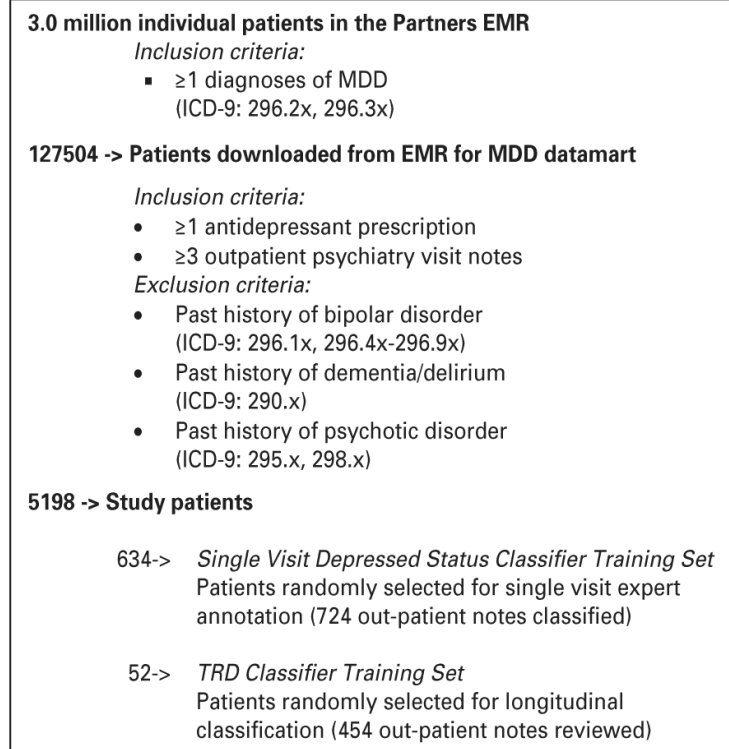 3.0 million individual patients in the Partners EMR
Inclusion criteria:
▪ ≥1 diagnoses of MDD
(ICD-9: 296.2x, 296.3x)
127504 -> Patients downloaded from EMR for MDD datamart
Inclusion criteria:
• ≥1 antidepressant prescription
• ≥3 outpatient psychiatry visit notes
Exclusion criteria:
• Past history of bipolar disorder
(ICD-9: 296.1x, 296.4x-296.9x)
• Past history of dementia/delirium
(ICD-9: 290.x)
• Past history of psychotic disorder
(ICD-9: 295.x, 298.x)
5198 -> Study patients
634-> Single Visit Depressed Status Classifier Training Set
Patients randomly selected for single visit expert
annotation (724 out-patient notes classified)
52-> TRD Classifier Training Set
Patients randomly selected for longitudinal
classification (454 out-patient notes reviewed)